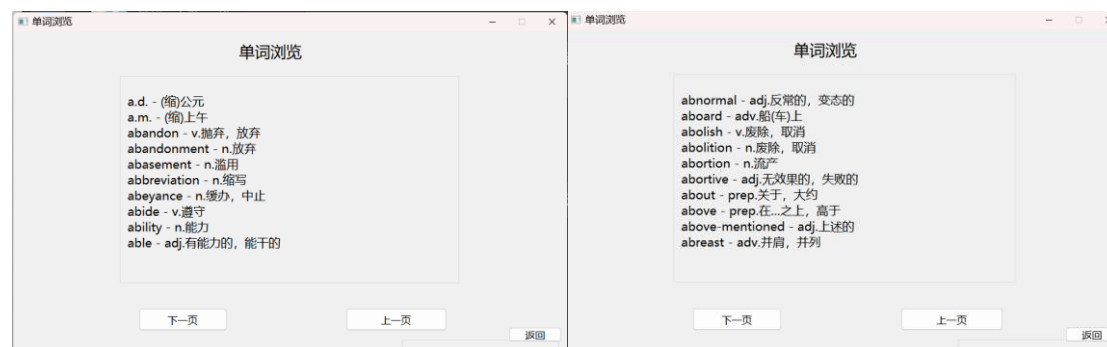 单词浏览
单词浏览
a.d. - (缩)公元
a.m. - (缩)上午
abandon - v.抛弃，放弃
abandonment - n.放弃
abasement - n.滥用
abbreviation - n.缩写
abeyance - n.缓办，中止
abide - v.遵守
ability - n.能力
able - adj.有能力的，能干的
下一页
上一页
返回
单词浏览
单词浏览
abnormal - adj.反常的，变态的
aboard - adv.船(车)上
abolish - v.废除，取消
abolition - n.废除，取消
abortion - n.流产
abortive - adj.无效果的，失败的
about - prep.关于，大约
above - prep.在...之上，高于
above-mentioned - adj.上述的
abreast - adv.并肩，并列
下一页
上一页
返回